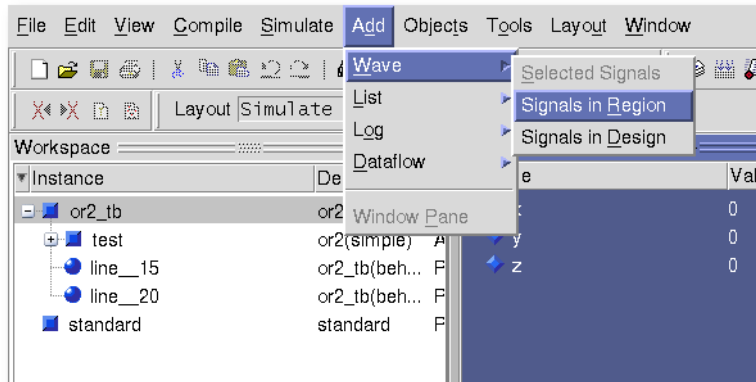 File Edit View Compile Simulate Add Objects Tools Layout Window
Wave
Selected Signals
List
Signals in Region
Log
Signals in Design
Dataflow
Window Pane
Layout Simulate
Workspace
Instance De
or2_tb or2
test or2(simple) A
line__15 or2_tb(beh... P
line__20 or2_tb(beh... P
standard standard P
e Val
0
y 0
z 0